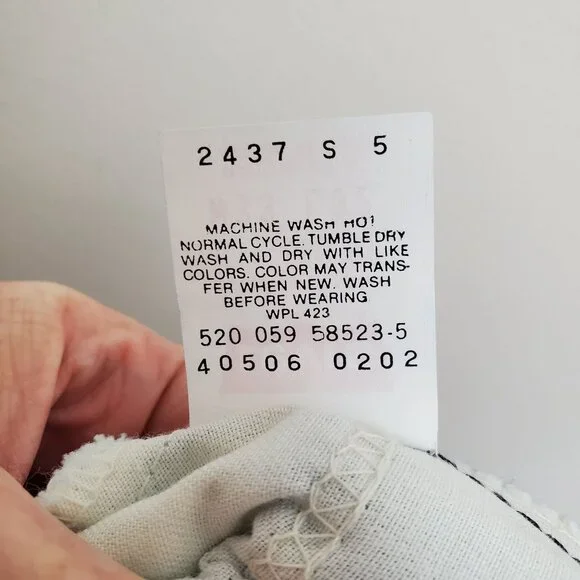 2437 S 5
MACHINE WASH HOT
NORMAL CYCLE. TUMBLE DRY
WASH AND DRY WITH LIKE
COLORS. COLOR MAY TRANS-
FER WHEN NEW. WASH
BEFORE WEARING
WPL 423
520 059 58523-5
40506 0202